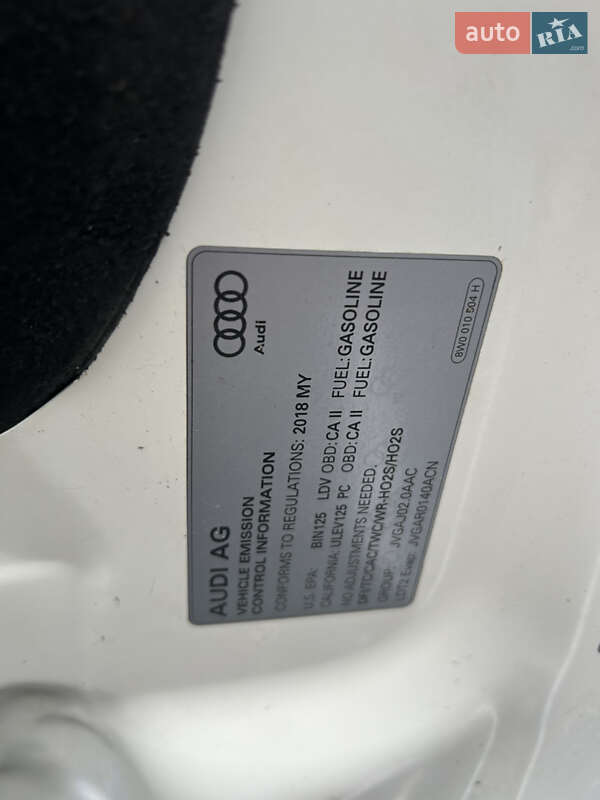 auto RIA.com
Audi
8W0 010 504 H
AUDI AG
VEHICLE EMISSION
CONTROL INFORMATION
CONFORMS TO REGULATIONS: 2018 MY
U.S. EPA: BIN125 LDV OBD:CA II FUEL:GASOLINE
CALIFORNIA: ULEV125 PC OBD:CA II FUEL:GASOLINE
NO ADJUSTMENTS NEEDED.
DFI/TC/CAC/TWC/WR-HO2S/HO2S
GROUP: JVGAJ02.0AAC
Evap: JVGAR0140ACN